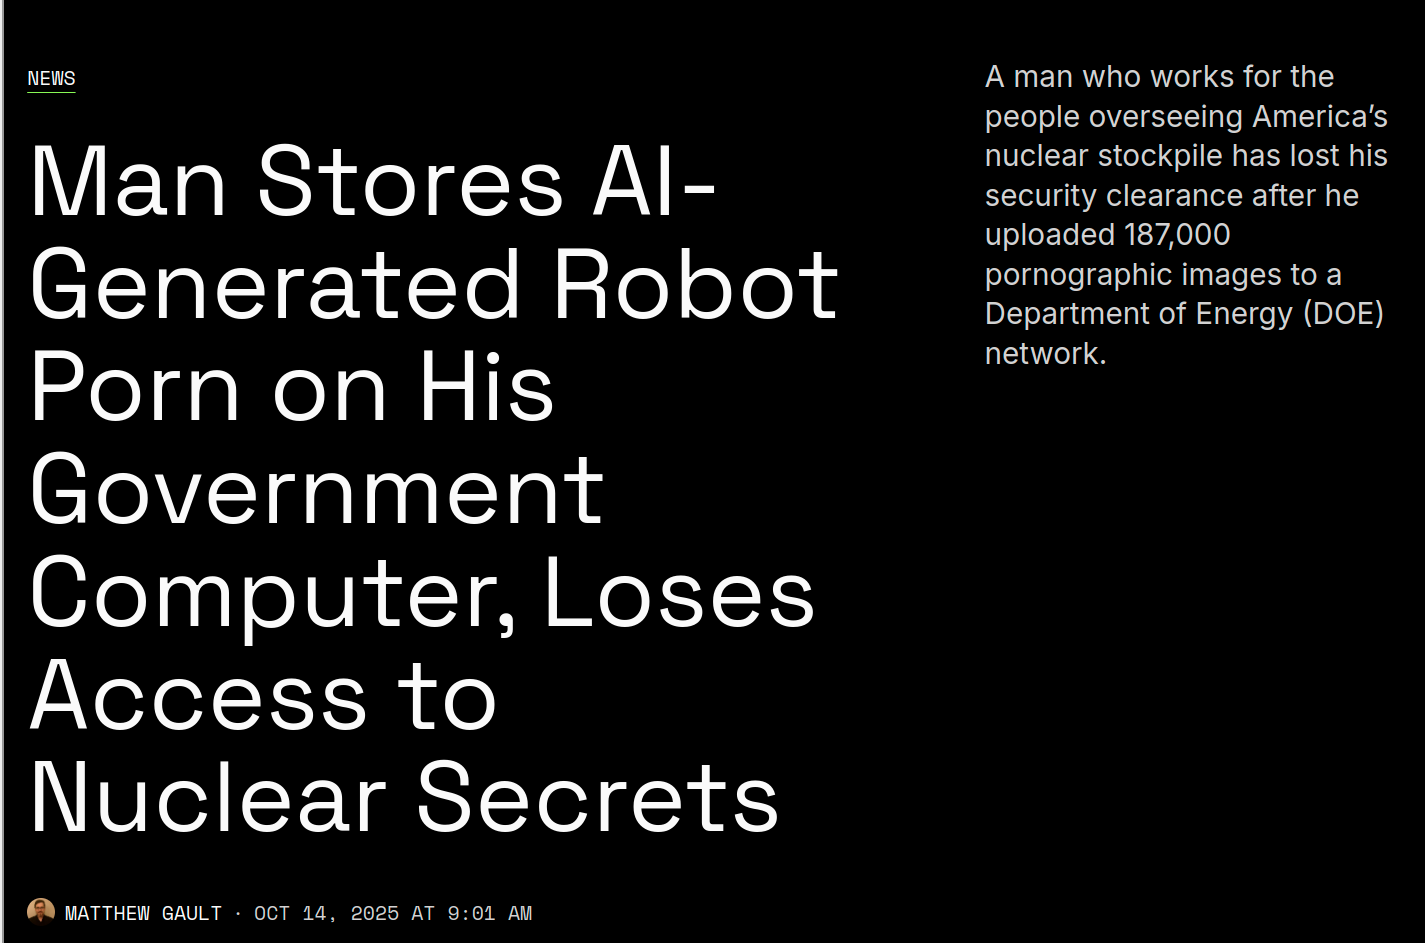 NEWS
Man Stores AI-
Generated Robot
Porn on His
Government
Computer, Loses
Access to
Nuclear Secrets
MATTHEW GAULT · OCT 14, 2025 AT 9:01 AM
A man who works for the
people overseeing America’s
nuclear stockpile has lost his
security clearance after he
uploaded 187,000
pornographic images to a
Department of Energy (DOE)
network.